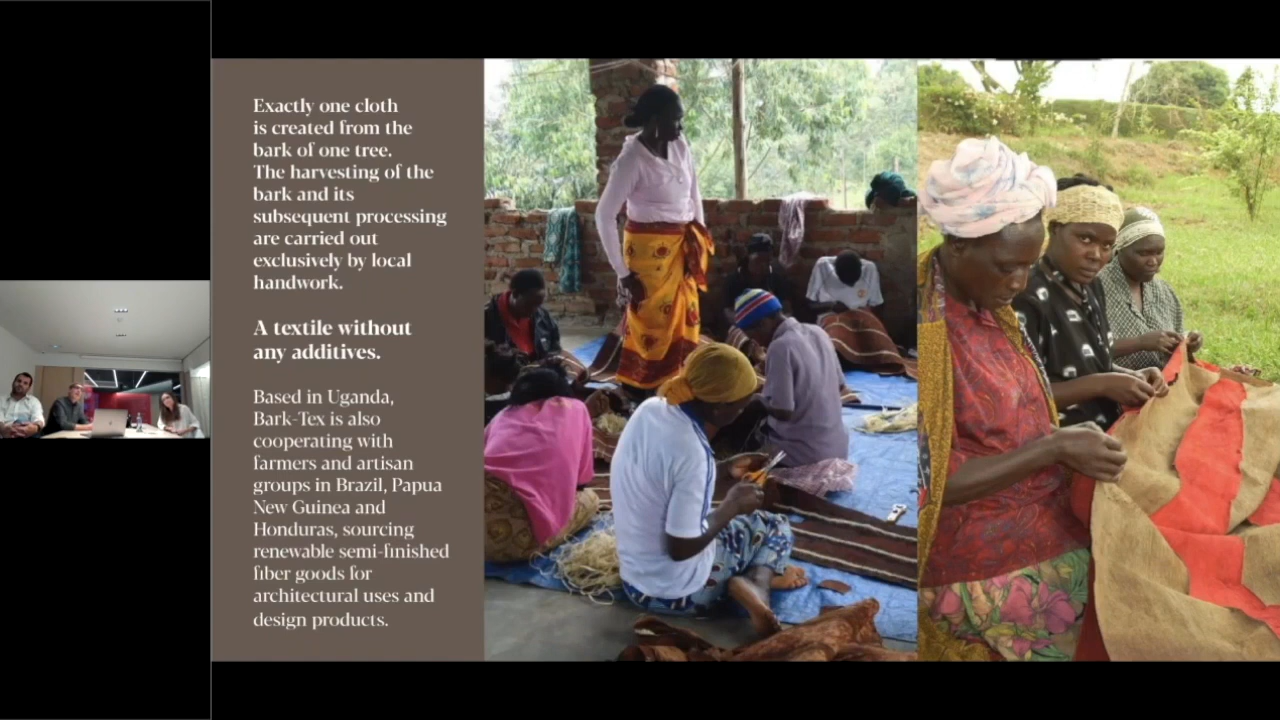 Exactly one cloth
is created from the
bark of one tree.
The harvesting of the
bark and its
subsequent processing
are carried out
exclusively by local
handwork.
A textile without
any additives.
Based in Uganda,
Bark-Tex is also
cooperating with
farmers and artisan
groups in Brazil, Papua
New Guinea and
Honduras, sourcing
renewable semi-finished
fiber goods for
architectural uses and
design products.